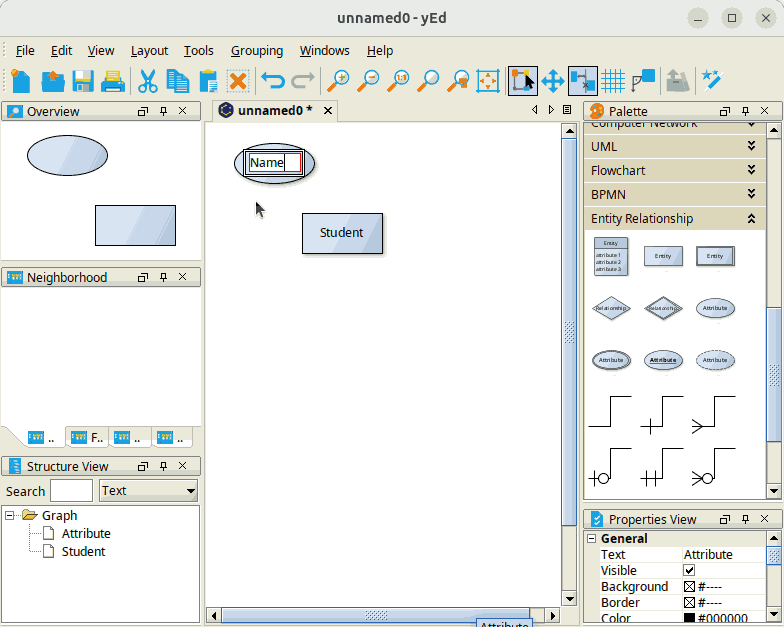 unnamed0 - yEd
File Edit View Layout Tools Grouping Windows Help
1:1
Overview
unnamed0 *
Palette
Computer Network
UML
Flowchart
BPMN
Entity Relationship
Name
Student
Entity
attribute 1
attribute 2
attribute 3
Entity
Entity
Relationship
Relationship
Attribute
Attribute
Attribute
Attribute
Neighborhood
..
F..
..
..
Structure View
Search
Text
Graph
Attribute
Student
Properties View
General
Text Attribute
Visible
Background #----
Border #----
Color #000000
Attribute